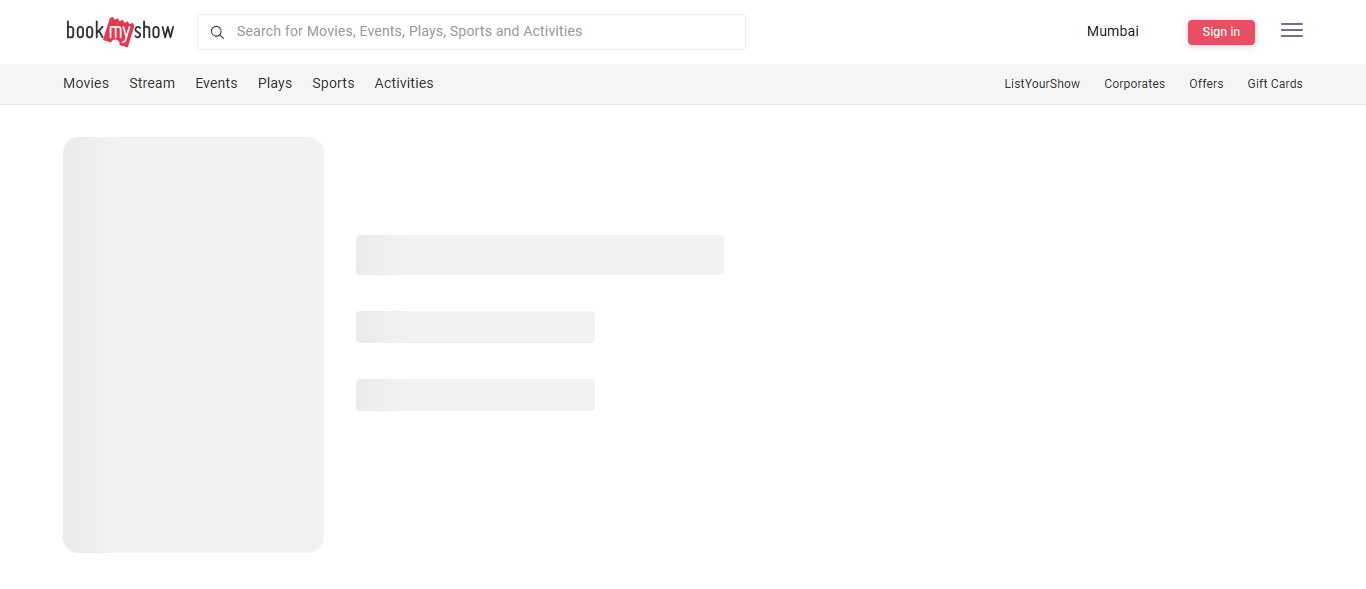 bookmyshow
Search for Movies, Events, Plays, Sports and Activities
Mumbai
Sign in
Movies Stream Events Plays Sports Activities
ListYourShow Corporates Offers Gift Cards